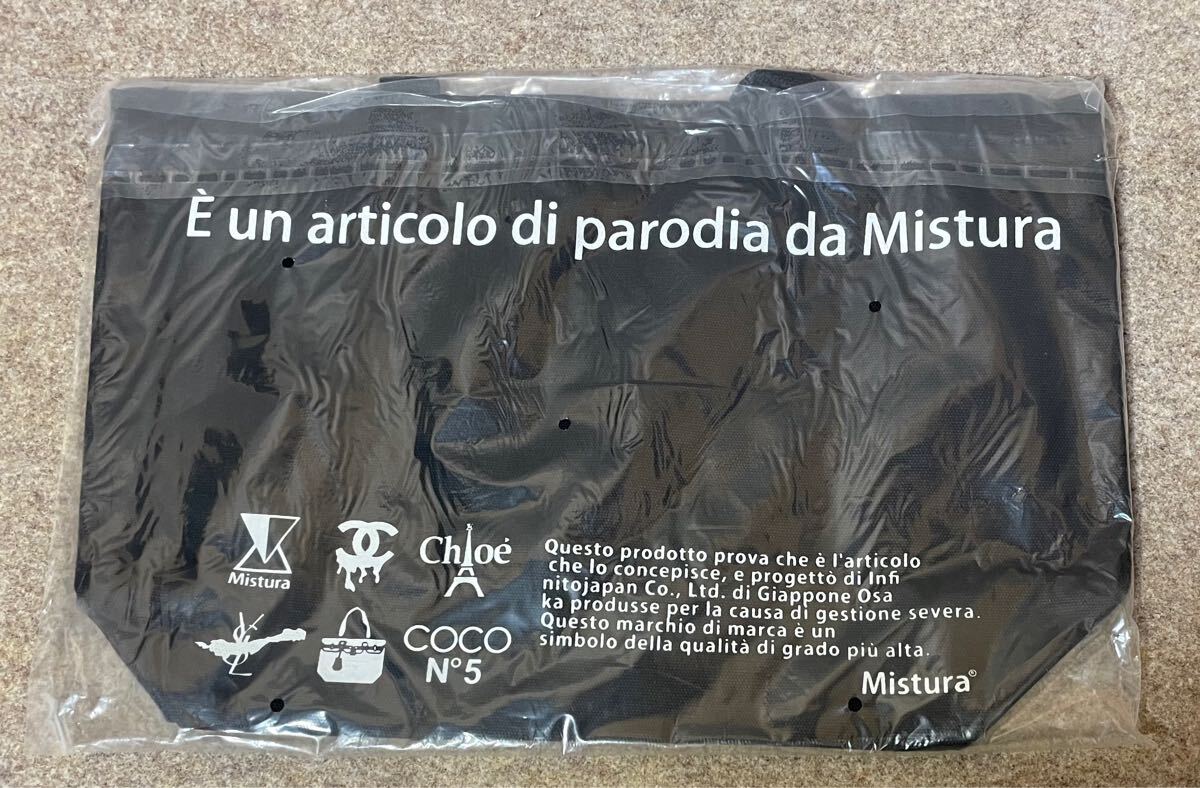 È un articolo di parodia da Mistura
Mistura
Chloé
COCO
N°5
Questo prodotto prova che è l'articolo
che lo concepisce, e progettò di Infi
nitojapan Co., Ltd. di Giappone Osa
ka produsse per la causa di gestione severa.
Questo marchio di marca è un
simbolo della qualità di grado più alta.
Mistura®